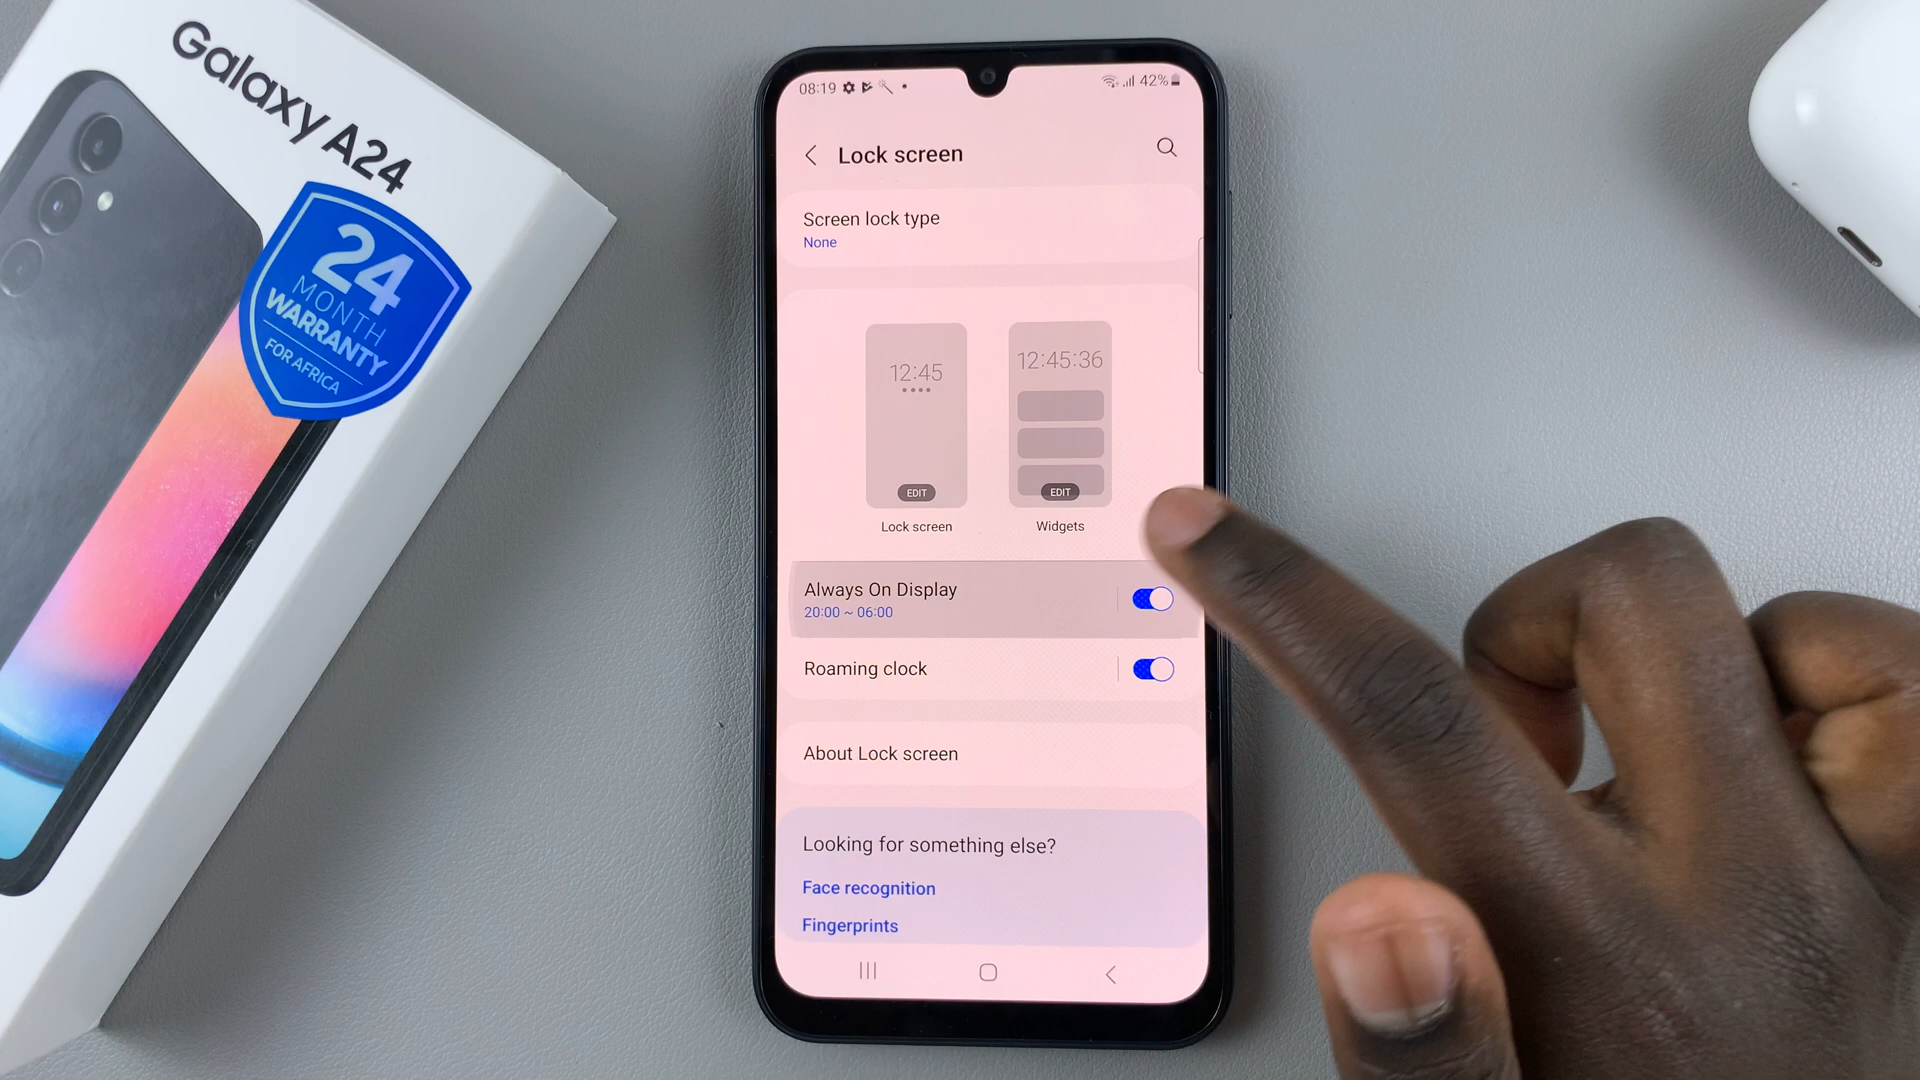 Galaxy A24
24
MONTH
WARRANTY
FOR AFRICA
08:19
42%
Lock screen
Screen lock type
None
12:45
12:45:36
EDIT
EDIT
Lock screen
Widgets
Always On Display
20:00 ~ 06:00
Roaming clock
About Lock screen
Looking for something else?
Face recognition
Fingerprints